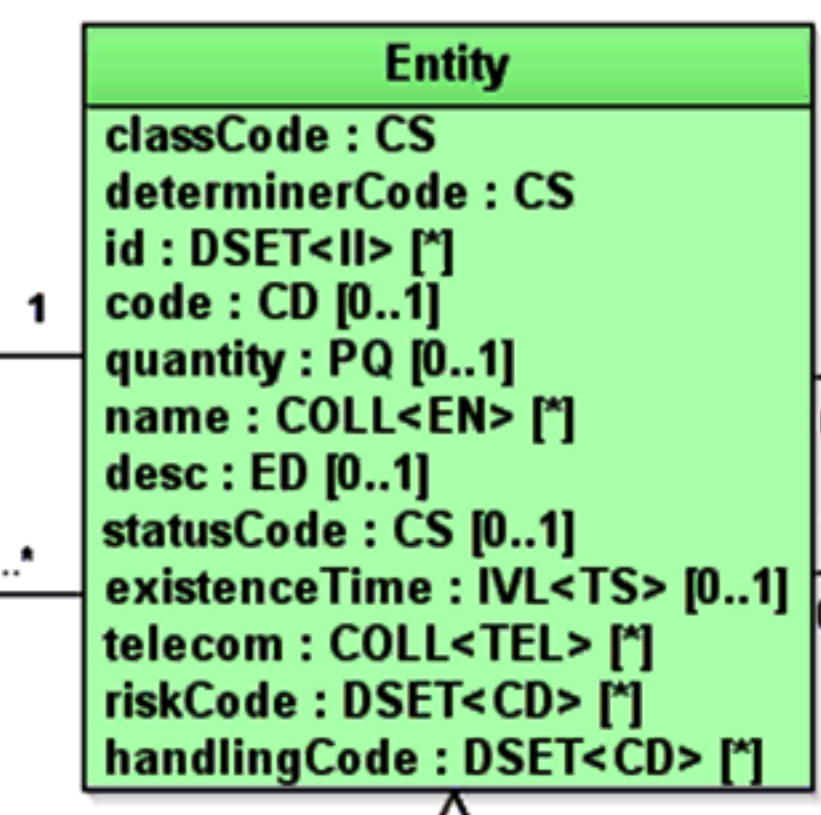 Entity
classCode : CS
determinerCode : CS
id : DSET<II> [*]
1
code : CD [0..1]
quantity : PQ [0..1]
name : COLL<EN> [*]
desc : ED [0..1]
statusCode : CS [0..1]
..*
existenceTime : IVL<TS> [0..1]
telecom : COLL<TEL> [*]
riskCode : DSET<CD> [*]
handlingCode : DSET<CD> [*]